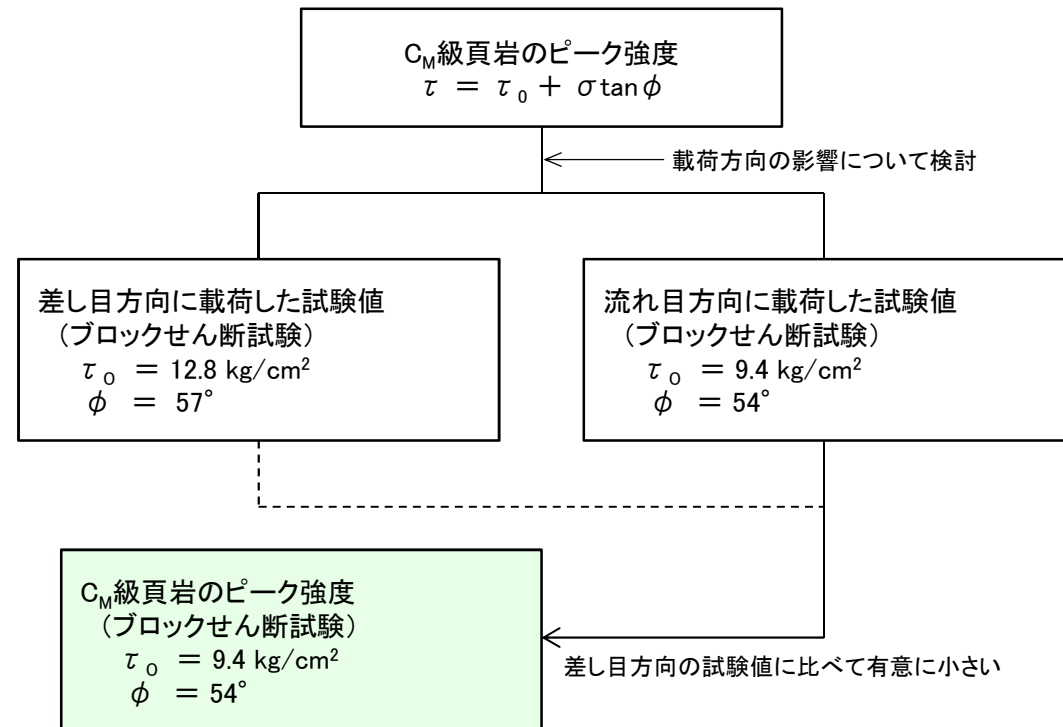 CM級頁岩のピーク強度
τ = τ0 + σtanφ
載荷方向の影響について検討
差し目方向に載荷した試験値
（ブロックせん断試験）
τ0 = 12.8 kg/cm2
φ = 57°
流れ目方向に載荷した試験値
（ブロックせん断試験）
τ0 = 9.4 kg/cm2
φ = 54°
CM級頁岩のピーク強度
（ブロックせん断試験）
τ0 = 9.4 kg/cm2
φ = 54°
差し目方向の試験値に比べて有意に小さい